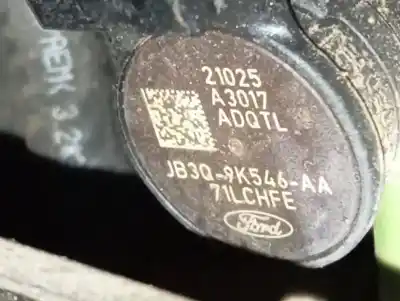 21025
A3017
ADQTL
JB3Q-9K546-AA
71LCHFE
Ford